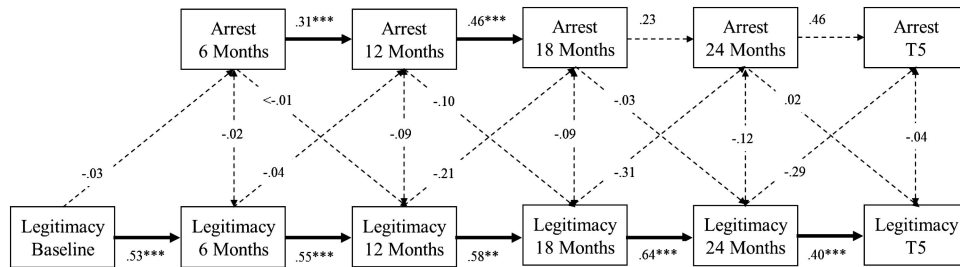 .31***
.46***
.23
.46
Arrest
6 Months
Arrest
12 Months
Arrest
18 Months
Arrest
24 Months
Arrest
T5
<-.01
-.10
-.03
.02
-.02
-.09
-.09
-.12
-.04
-.03
-.04
-.21
-.31
-.29
Legitimacy
Baseline
Legitimacy
6 Months
Legitimacy
12 Months
Legitimacy
18 Months
Legitimacy
24 Months
Legitimacy
T5
.53***
.55***
.58**
.64***
.40***